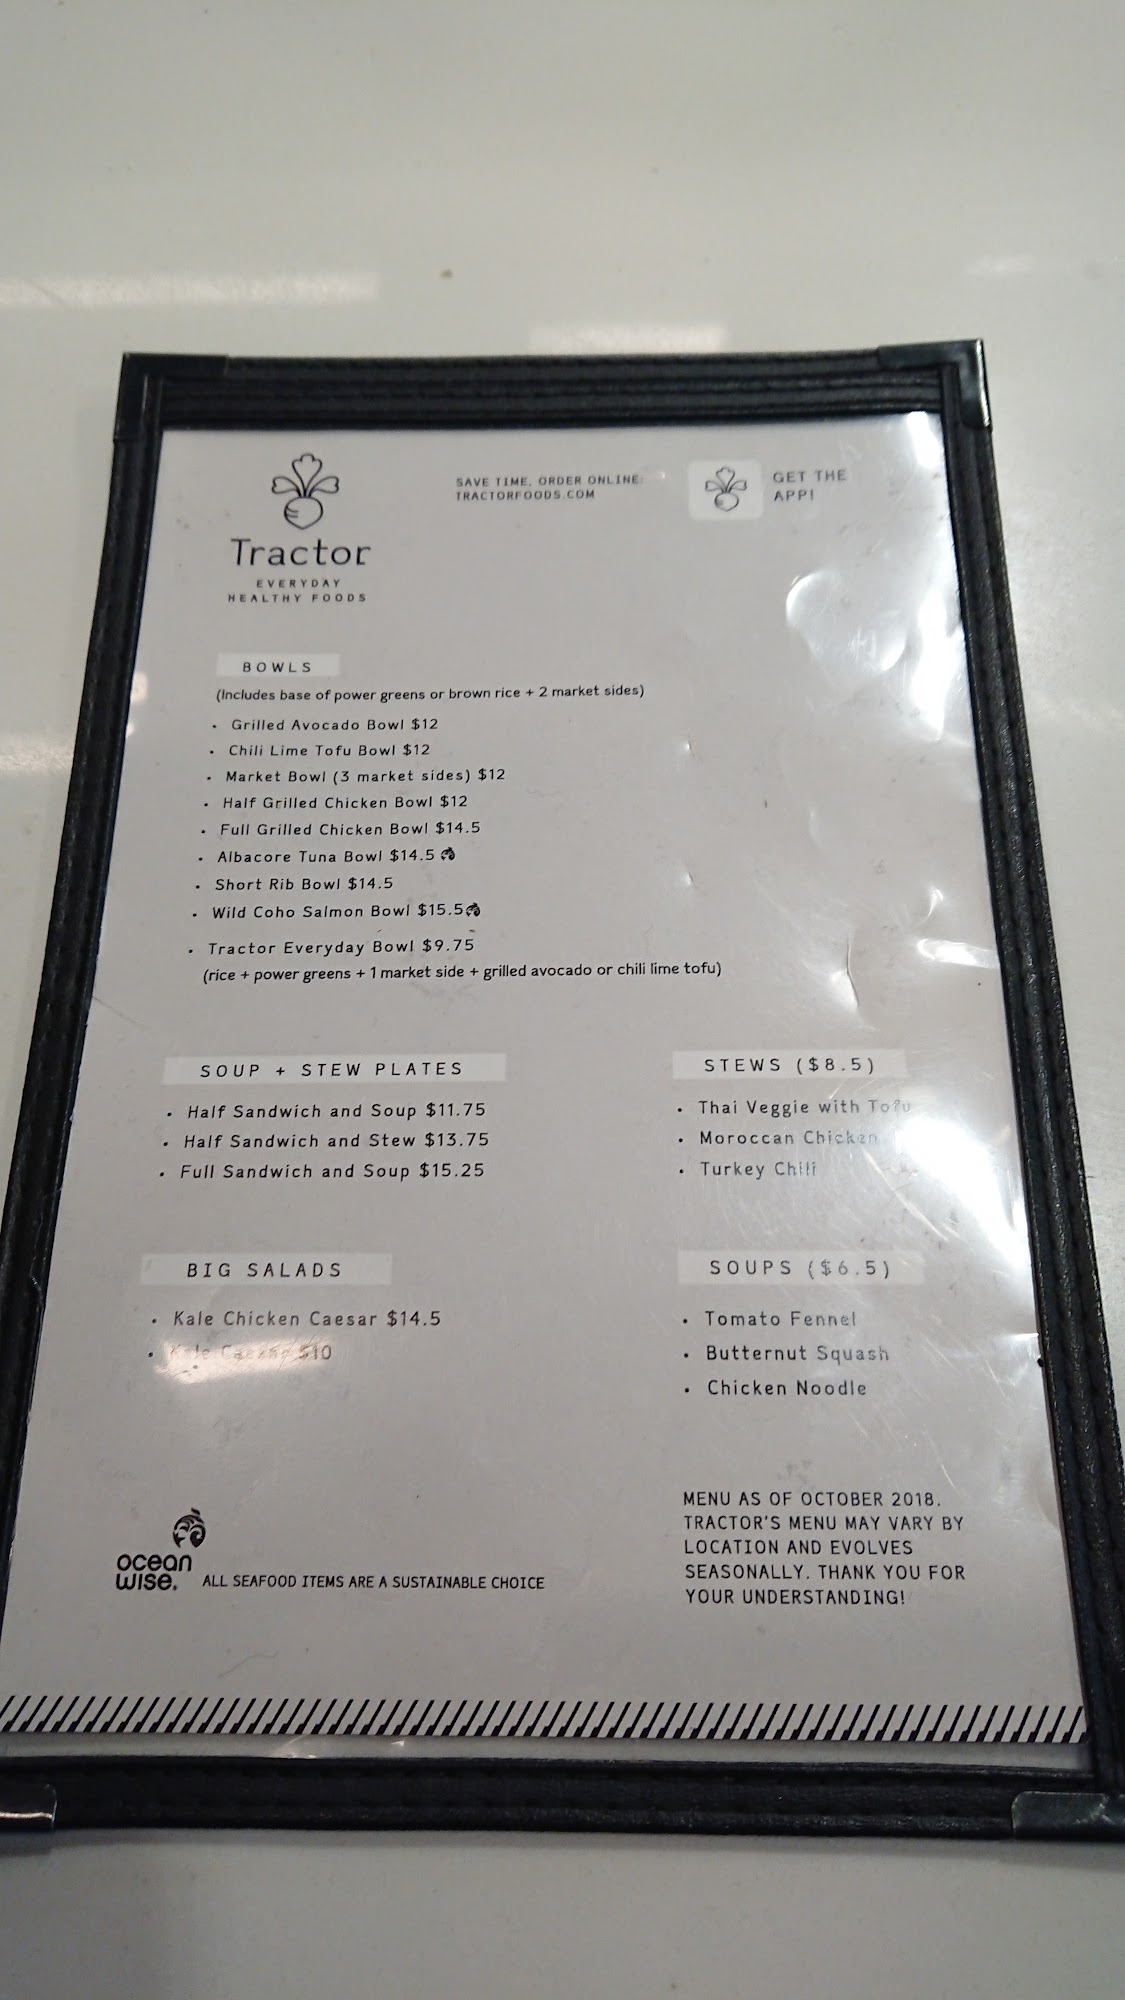 Tractor
EVERYDAY
HEALTHY FOODS
SAVE TIME, ORDER ONLINE:
TRACTORFOODS.COM
GET THE
APP!
BOWLS
(Includes base of power greens or brown rice + 2 market sides)
• Grilled Avocado Bowl $12
• Chili Lime Tofu Bowl $12
• Market Bowl (3 market sides) $12
• Half Grilled Chicken Bowl $12
• Full Grilled Chicken Bowl $14.5
• Albacore Tuna Bowl $14.5
• Short Rib Bowl $14.5
• Wild Coho Salmon Bowl $15.5
• Tractor Everyday Bowl $9.75
(rice + power greens + 1 market side + grilled avocado or chili lime tofu)
SOUP + STEW PLATES
• Half Sandwich and Soup $11.75
• Half Sandwich and Stew $13.75
• Full Sandwich and Soup $15.25
STEWS ($8.5)
• Thai Veggie with Tofu
• Moroccan Chicken
• Turkey Chili
BIG SALADS
• Kale Chicken Caesar $14.5
• Kale Caesar $10
SOUPS ($6.5)
• Tomato Fennel
• Butternut Squash
• Chicken Noodle
ocean
wise. ALL SEAFOOD ITEMS ARE A SUSTAINABLE CHOICE
MENU AS OF OCTOBER 2018.
TRACTOR'S MENU MAY VARY BY
LOCATION AND EVOLVES
SEASONALLY. THANK YOU FOR
YOUR UNDERSTANDING!